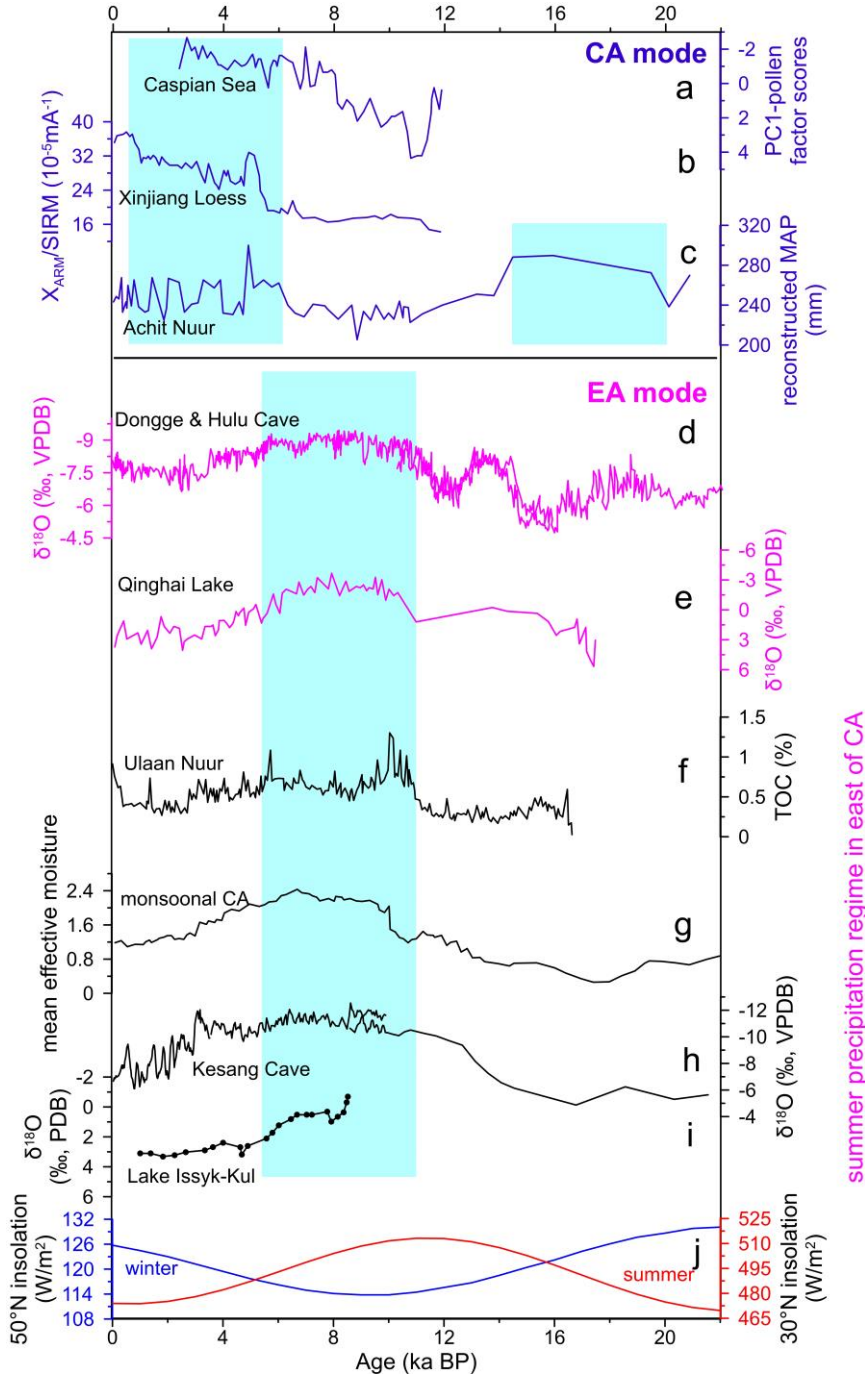 0 4 8 12 16 20
CA mode
-2
0
2
4
PC1-pollen
factor scores
a
Caspian Sea
40
32
24
16
X_ARM/SIRM (10⁻⁵mA⁻¹)
b
Xinjiang Loess
320
280
240
200
reconstructed MAP
(mm)
c
Achit Nuur
EA mode
Dongge & Hulu Cave
d
-9
-7.5
-6
-4.5
δ¹⁸O (‰, VPDB)
Qinghai Lake
e
-6
-3
0
3
6
δ¹⁸O (‰, VPDB)
Ulaan Nuur
f
1.5
1
0.5
0
TOC (%)
summer precipitation regime in east of CA
monsoonal CA
g
2.4
1.6
0.8
0
mean effective moisture
Kesang Cave
h
-12
-10
-8
-6
-4
δ¹⁸O (‰, VPDB)
-2
0
2
4
6
δ¹⁸O
(‰, PDB)
i
Lake Issyk-Kul
132
126
120
114
108
50°N insolation
(W/m²)
j
winter
summer
525
510
495
480
465
30°N insolation
(W/m²)
0 4 8 12 16 20
Age (ka BP)